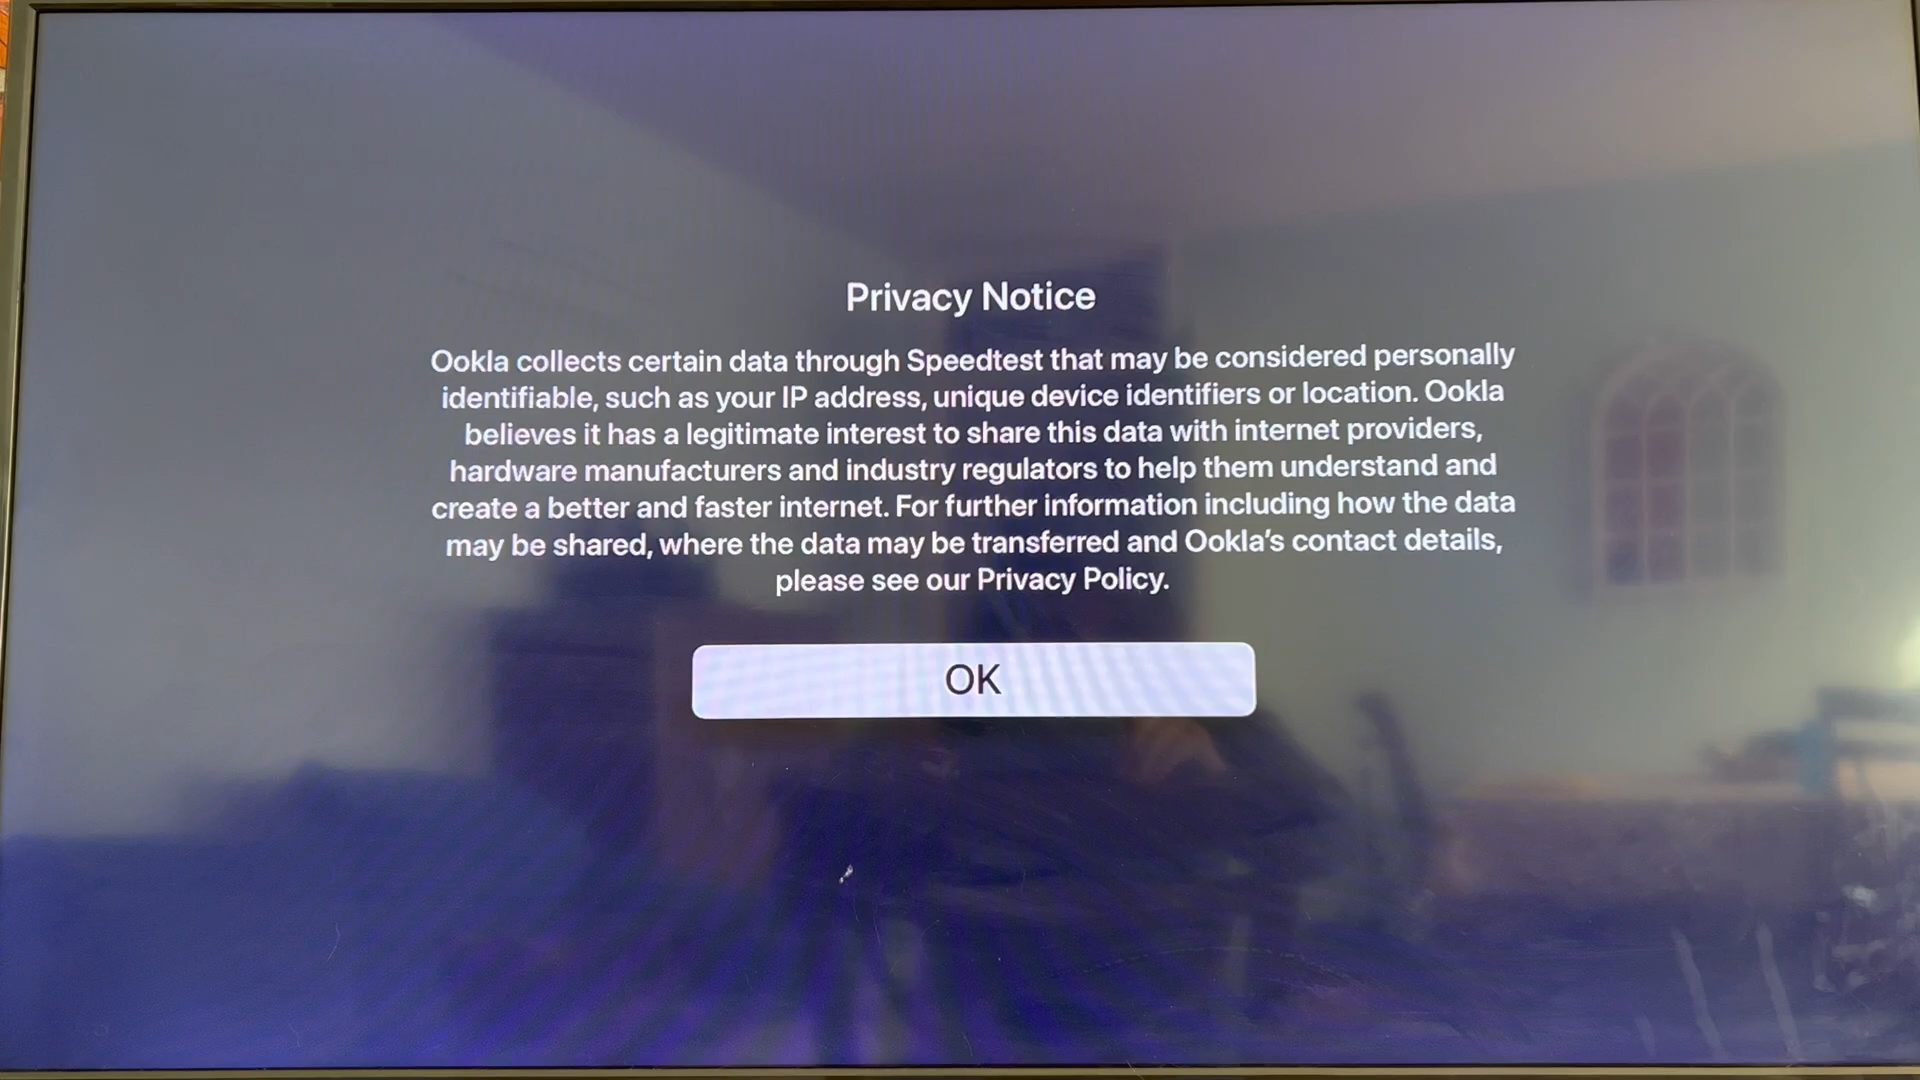 Privacy Notice
Ookla collects certain data through Speedtest that may be considered personally
identifiable, such as your IP address, unique device identifiers or location. Ookla
believes it has a legitimate interest to share this data with internet providers,
hardware manufacturers and industry regulators to help them understand and
create a better and faster internet. For further information including how the data
may be shared, where the data may be transferred and Ookla’s contact details,
please see our Privacy Policy.
OK